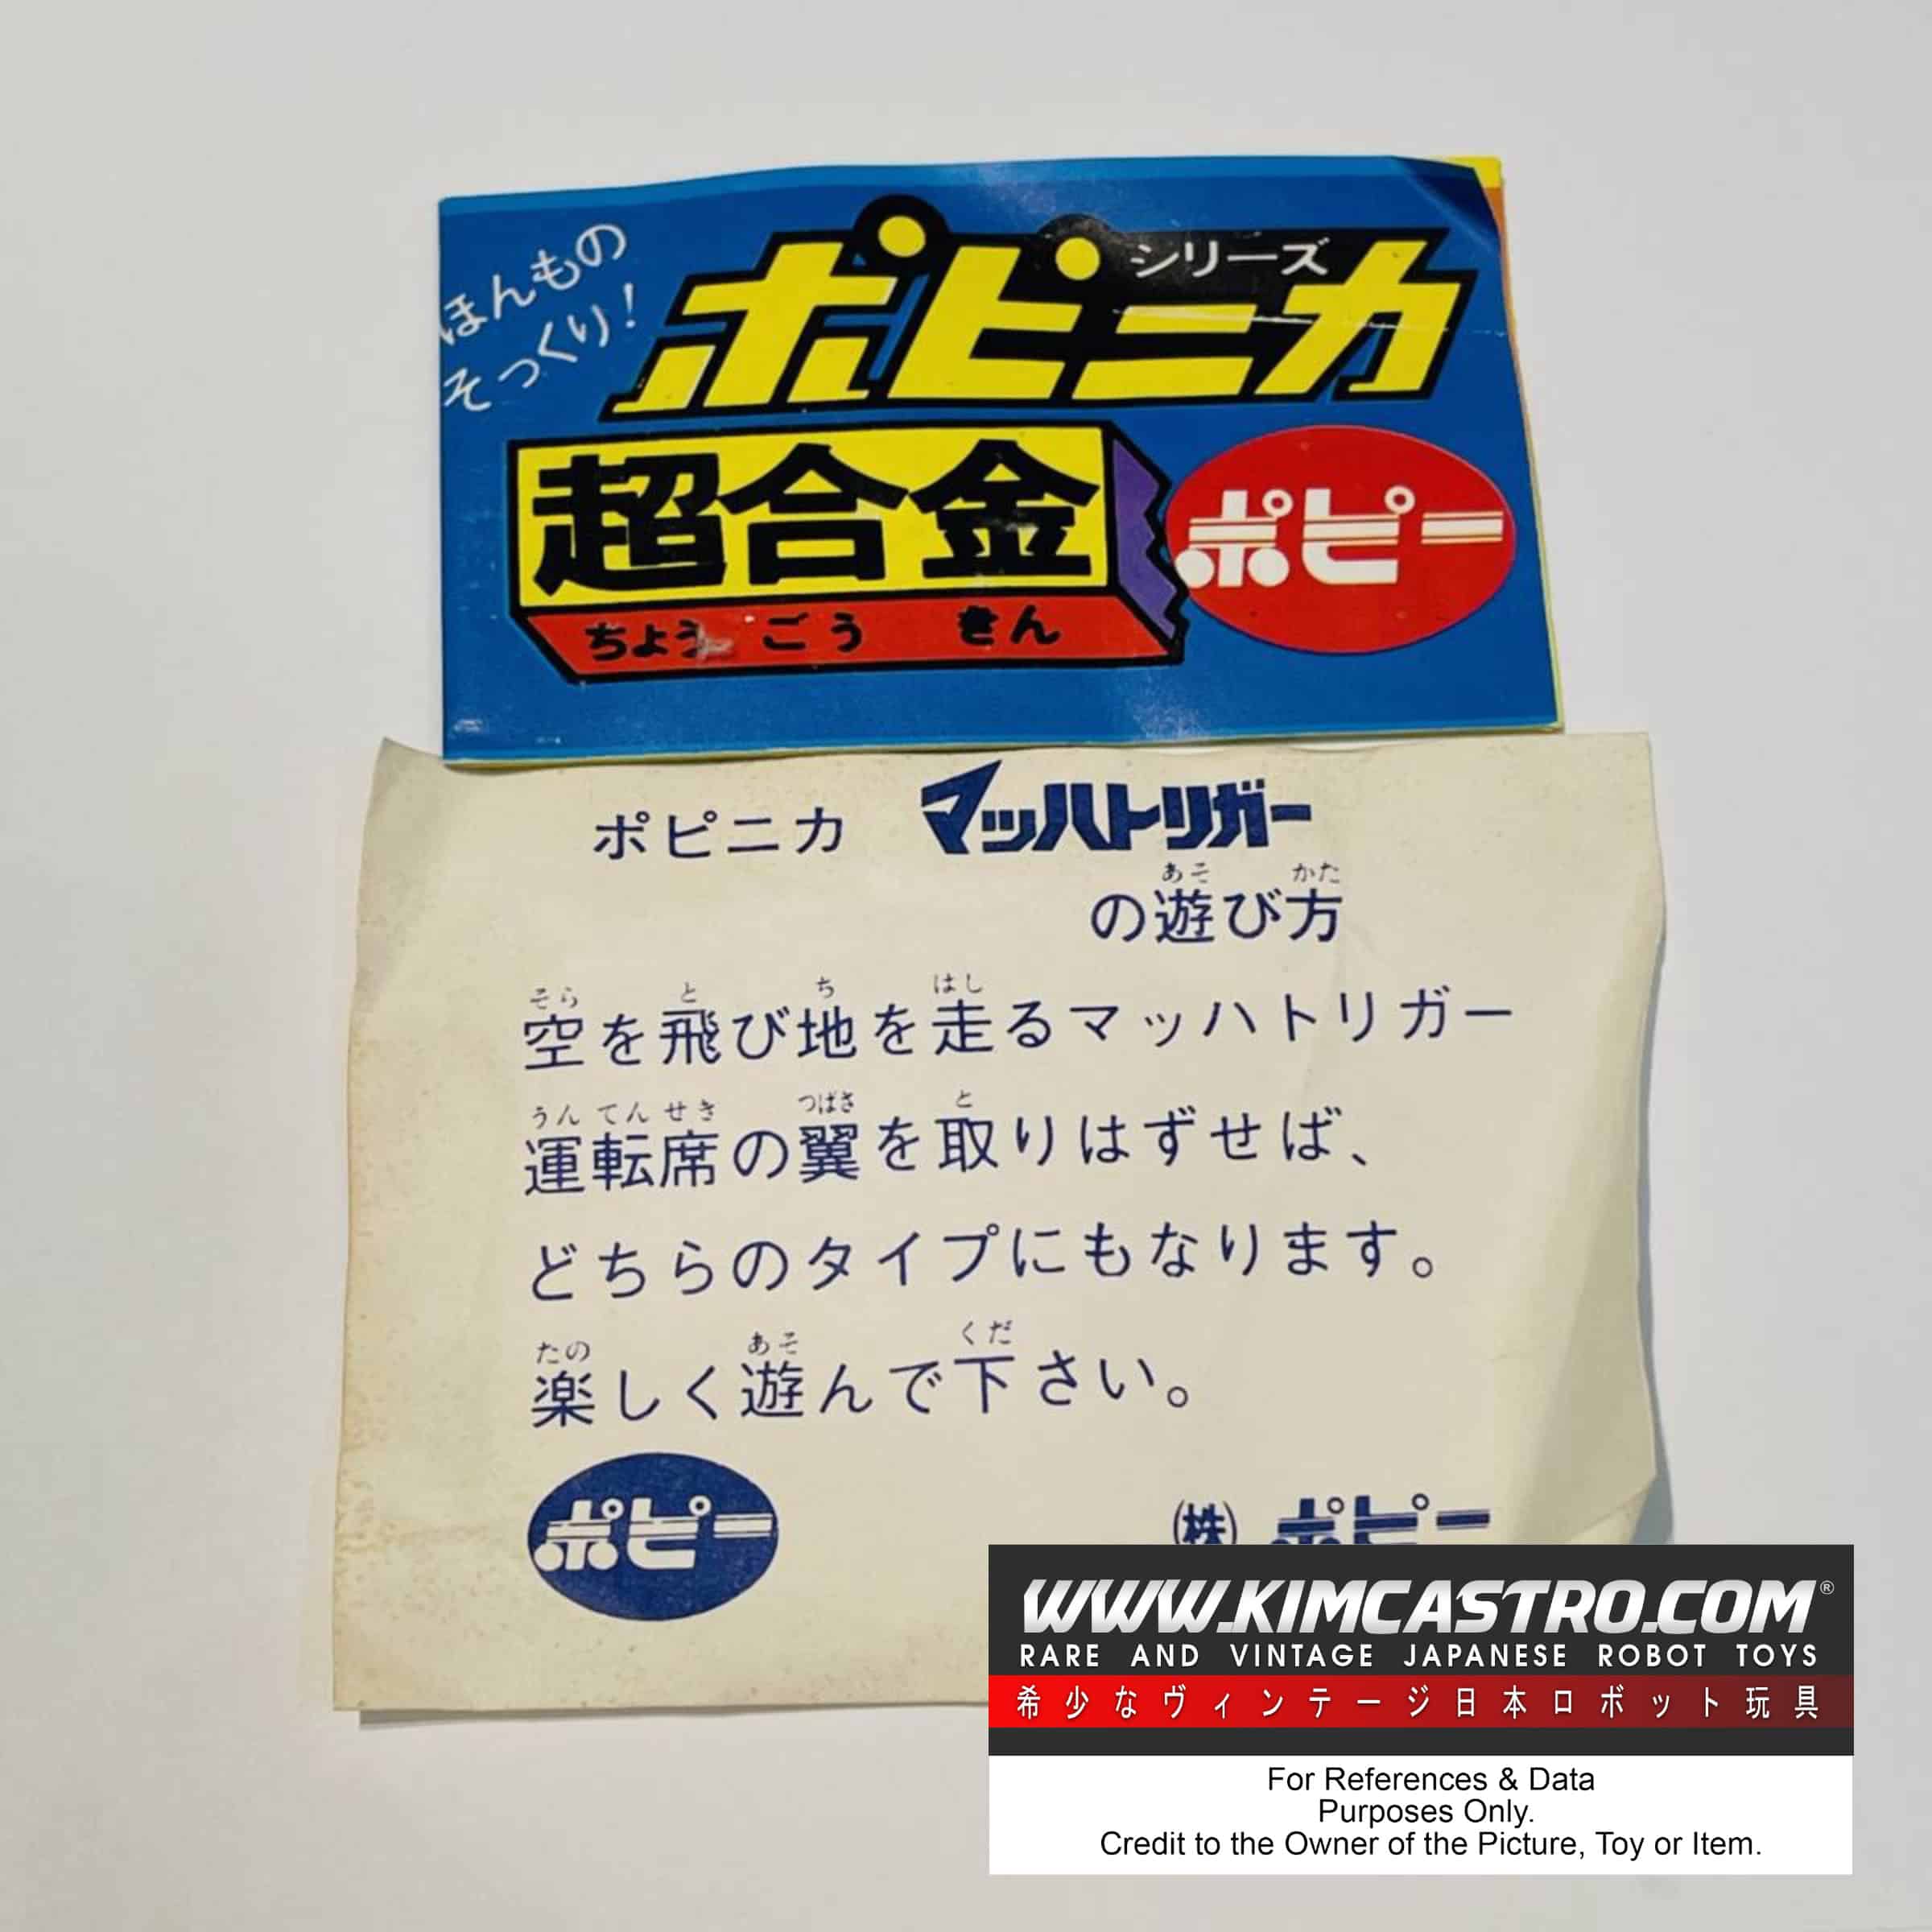 ほんもの
そっくり!
ポピニカ
シリーズ
超合金
ちょう ごう きん
ポピー
ポピニカ マッハトリガー
あそ かた
の遊び方
そら と ち はし
空を飛び地を走るマッハトリガー
うん てん せき つばさ と
運転席の翼を取りはずせば、
どちらのタイプにもなります。
たの あそ くだ
楽しく遊んで下さい。
ポピー
(株) ポピー
WWW.KIMCASTRO.COM®
RARE AND VINTAGE JAPANESE ROBOT TOYS
希少なヴィンテージ日本ロボット玩具
For References & Data
Purposes Only.
Credit to the Owner of the Picture, Toy or Item.